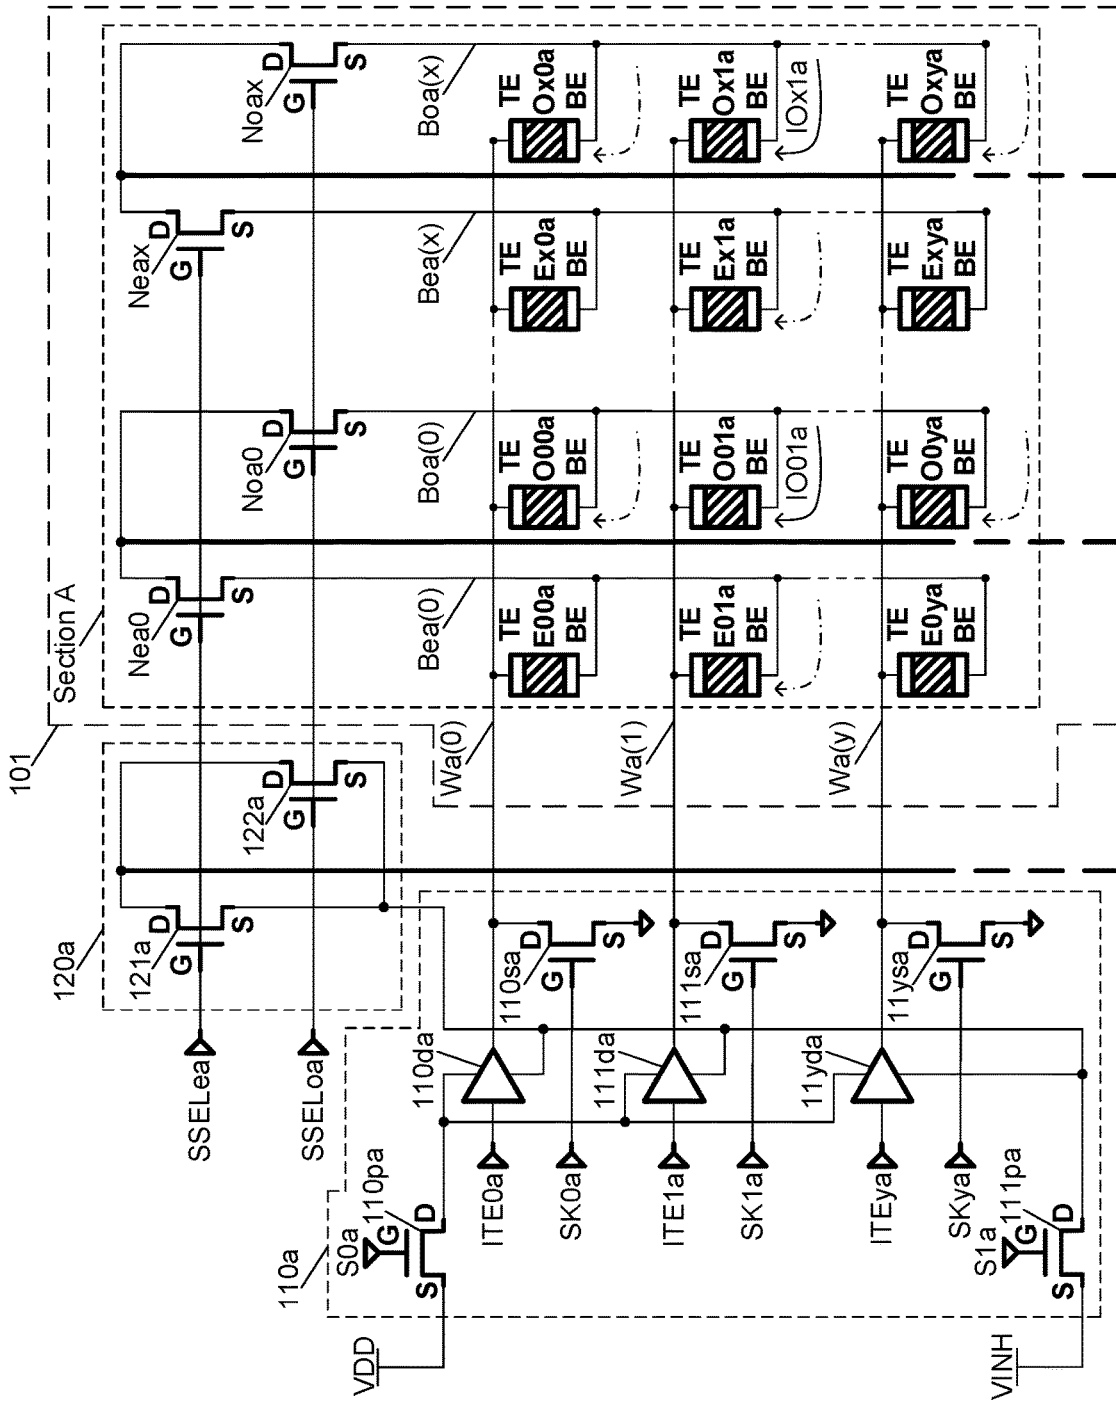 101
Section A
Nea0
D
G
S
Noa0
D
G
S
Neax
D
G
S
Noax
D
G
S
Bea(0)
Boa(0)
Bea(x)
Boa(x)
120a
121a
D
G
S
122a
D
G
S
SSELea
SSELoa
Wa(0)
TE
E00a
BE
TE
O00a
BE
TE
Ex0a
BE
TE
Ox0a
BE
Wa(1)
TE
E01a
BE
TE
O01a
BE
IO01a
TE
Ex1a
BE
TE
Ox1a
BE
IOx1a
Wa(y)
TE
E0ya
BE
TE
O0ya
BE
TE
Exya
BE
TE
Oxya
BE
110a
VDD
S0a
110pa
S
G
D
ITE0a
110da
SK0a
110sa
D
G
S
ITE1a
111da
SK1a
111sa
D
G
S
ITEya
11yda
SKya
11ysa
D
G
S
VINH
S1a
111pa
S
G
D